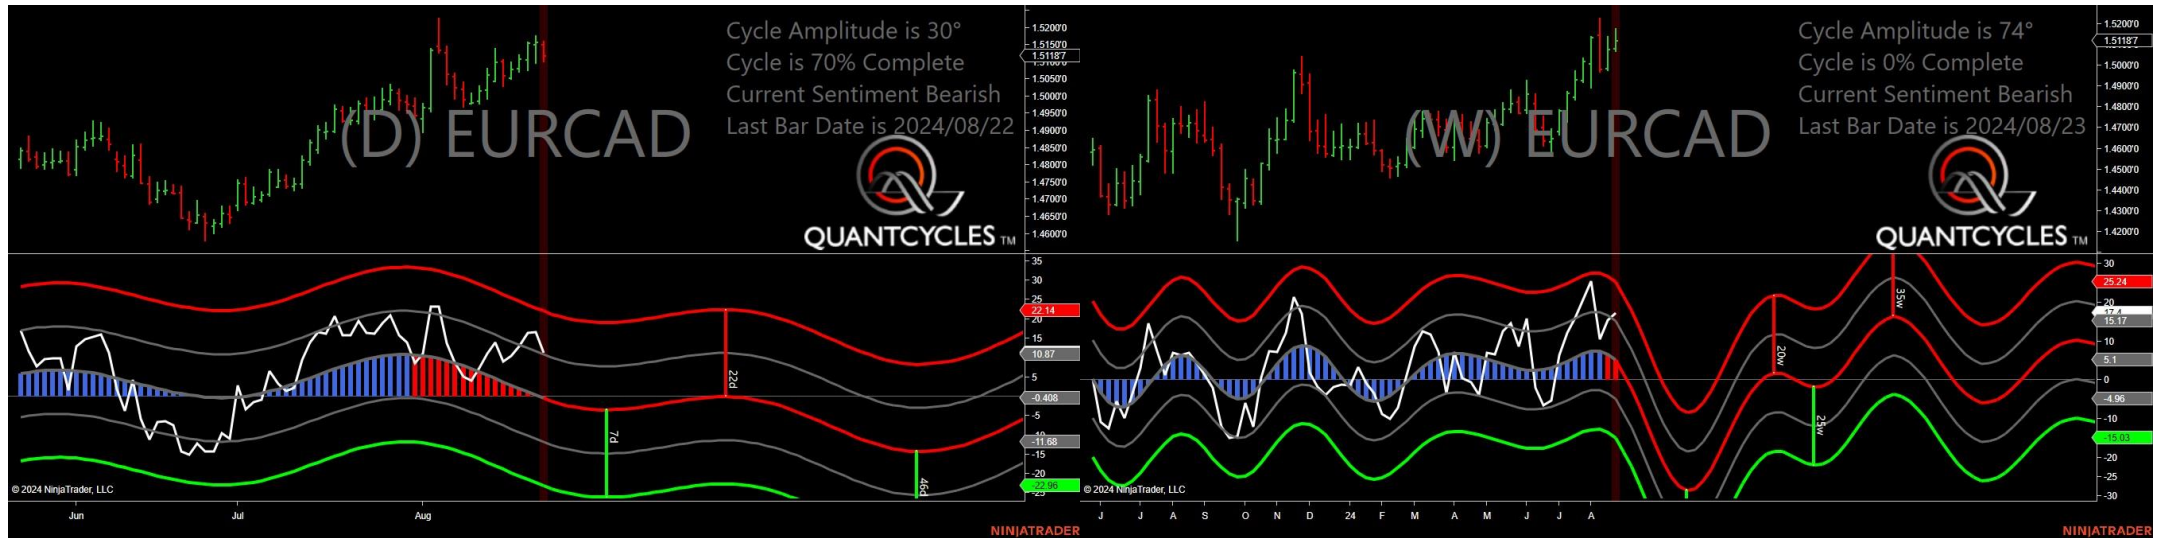 Cycle Amplitude is 30°
Cycle is 70% Complete
Current Sentiment Bearish
Last Bar Date is 2024/08/22
(D) EURCAD
QUANTCYCLES TM
1.5200'0
1.5150'0
1.5118'7
1.5050'0
1.5000'0
1.4950'0
1.4900'0
1.4850'0
1.4800'0
1.4750'0
1.4700'0
1.4650'0
1.4600'0
35
30
25
22.14
20
15
10.87
5
-0.408
-5
-11.68
-15
-20
-22.96
-25
7d
22d
46d
© 2024 NinjaTrader, LLC
Jun
Jul
Aug
NINJATRADER
Cycle Amplitude is 74°
Cycle is 0% Complete
Current Sentiment Bearish
Last Bar Date is 2024/08/23
(W) EURCAD
QUANTCYCLES TM
1.5200'0
1.5118'7
1.5000'0
1.4900'0
1.4800'0
1.4700'0
1.4600'0
1.4500'0
1.4400'0
1.4300'0
1.4200'0
30
25.24
20
17.4
15.17
10
5.1
0
-4.96
-10
-15.03
-20
-25
-30
20w
25w
35w
© 2024 NinjaTrader, LLC
J
J
A
S
O
N
D
24
F
M
A
M
J
J
A
NINJATRADER